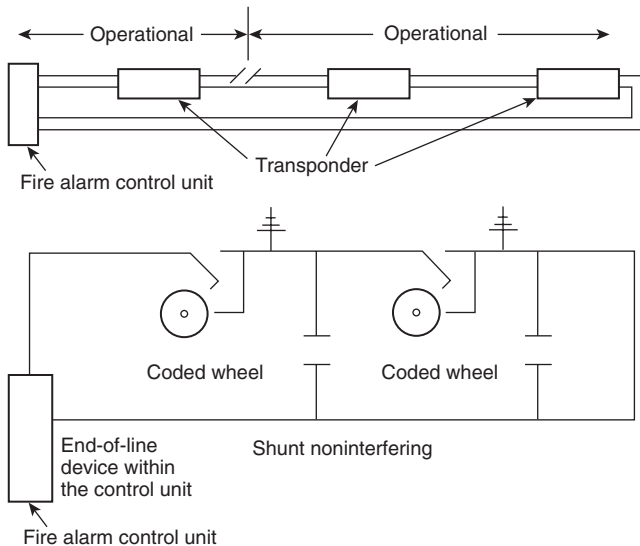 Operational
Operational
Transponder
Fire alarm control unit
Coded wheel
Coded wheel
End-of-line
device within
the control unit
Shunt noninterfering
Fire alarm control unit